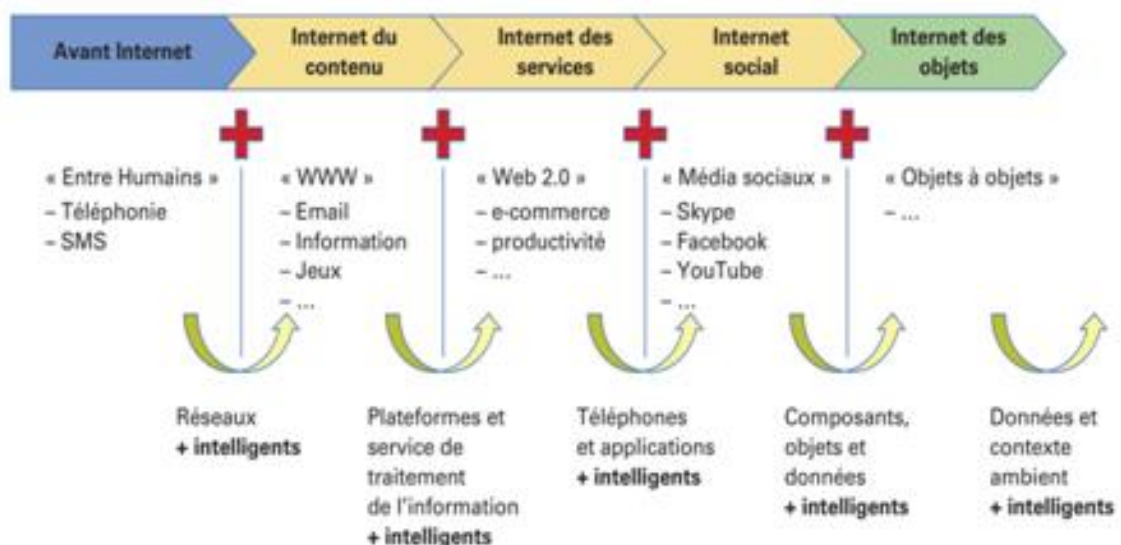 Avant Internet
Internet du
contenu
Internet des
services
Internet
social
Internet des
objets
« Entre Humains »
– Téléphonie
– SMS
« WWW »
– Email
– Information
– Jeux
– ...
« Web 2.0 »
– e-commerce
– productivité
– ...
« Média sociaux »
– Skype
– Facebook
– YouTube
– ...
« Objets à objets »
– ...
Réseaux
+ intelligents
Plateformes et
service de
traitement
de l'information
+ intelligents
Téléphones
et applications
+ intelligents
Composants,
objets et
données
+ intelligents
Données et
contexte
ambient
+ intelligents